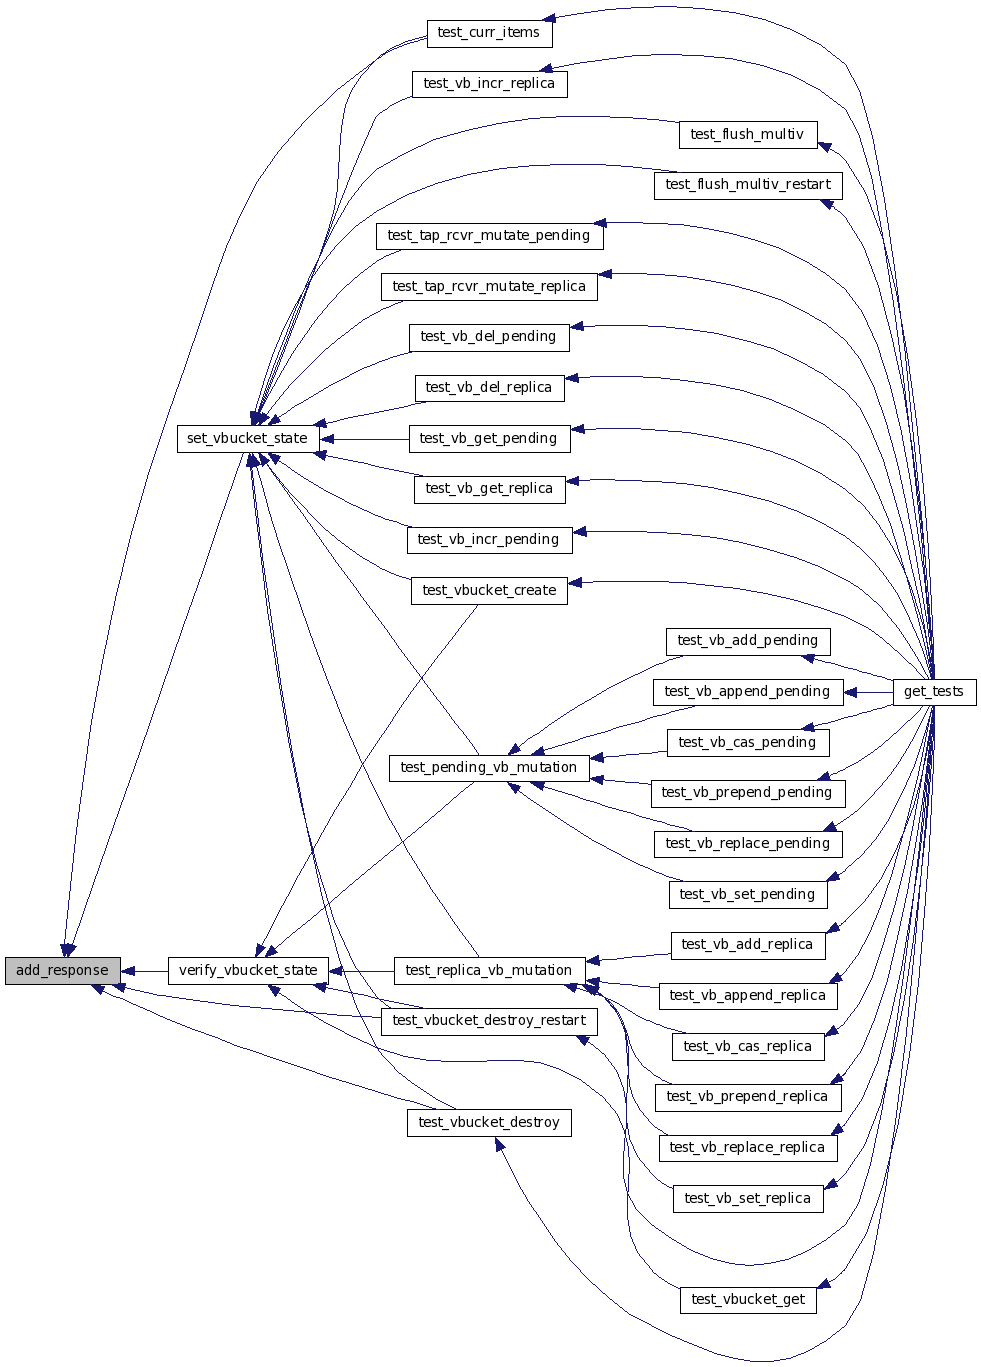 test_curr_items
test_vb_incr_replica
test_flush_multiv
test_flush_multiv_restart
test_tap_rcvr_mutate_pending
test_tap_rcvr_mutate_replica
test_vb_del_pending
test_vb_del_replica
set_vbucket_state
test_vb_get_pending
test_vb_get_replica
test_vb_incr_pending
test_vbucket_create
test_vb_add_pending
test_vb_append_pending
get_tests
test_vb_cas_pending
test_pending_vb_mutation
test_vb_prepend_pending
test_vb_replace_pending
test_vb_set_pending
test_vb_add_replica
add_response
verify_vbucket_state
test_replica_vb_mutation
test_vb_append_replica
test_vbucket_destroy_restart
test_vb_cas_replica
test_vb_prepend_replica
test_vbucket_destroy
test_vb_replace_replica
test_vb_set_replica
test_vbucket_get